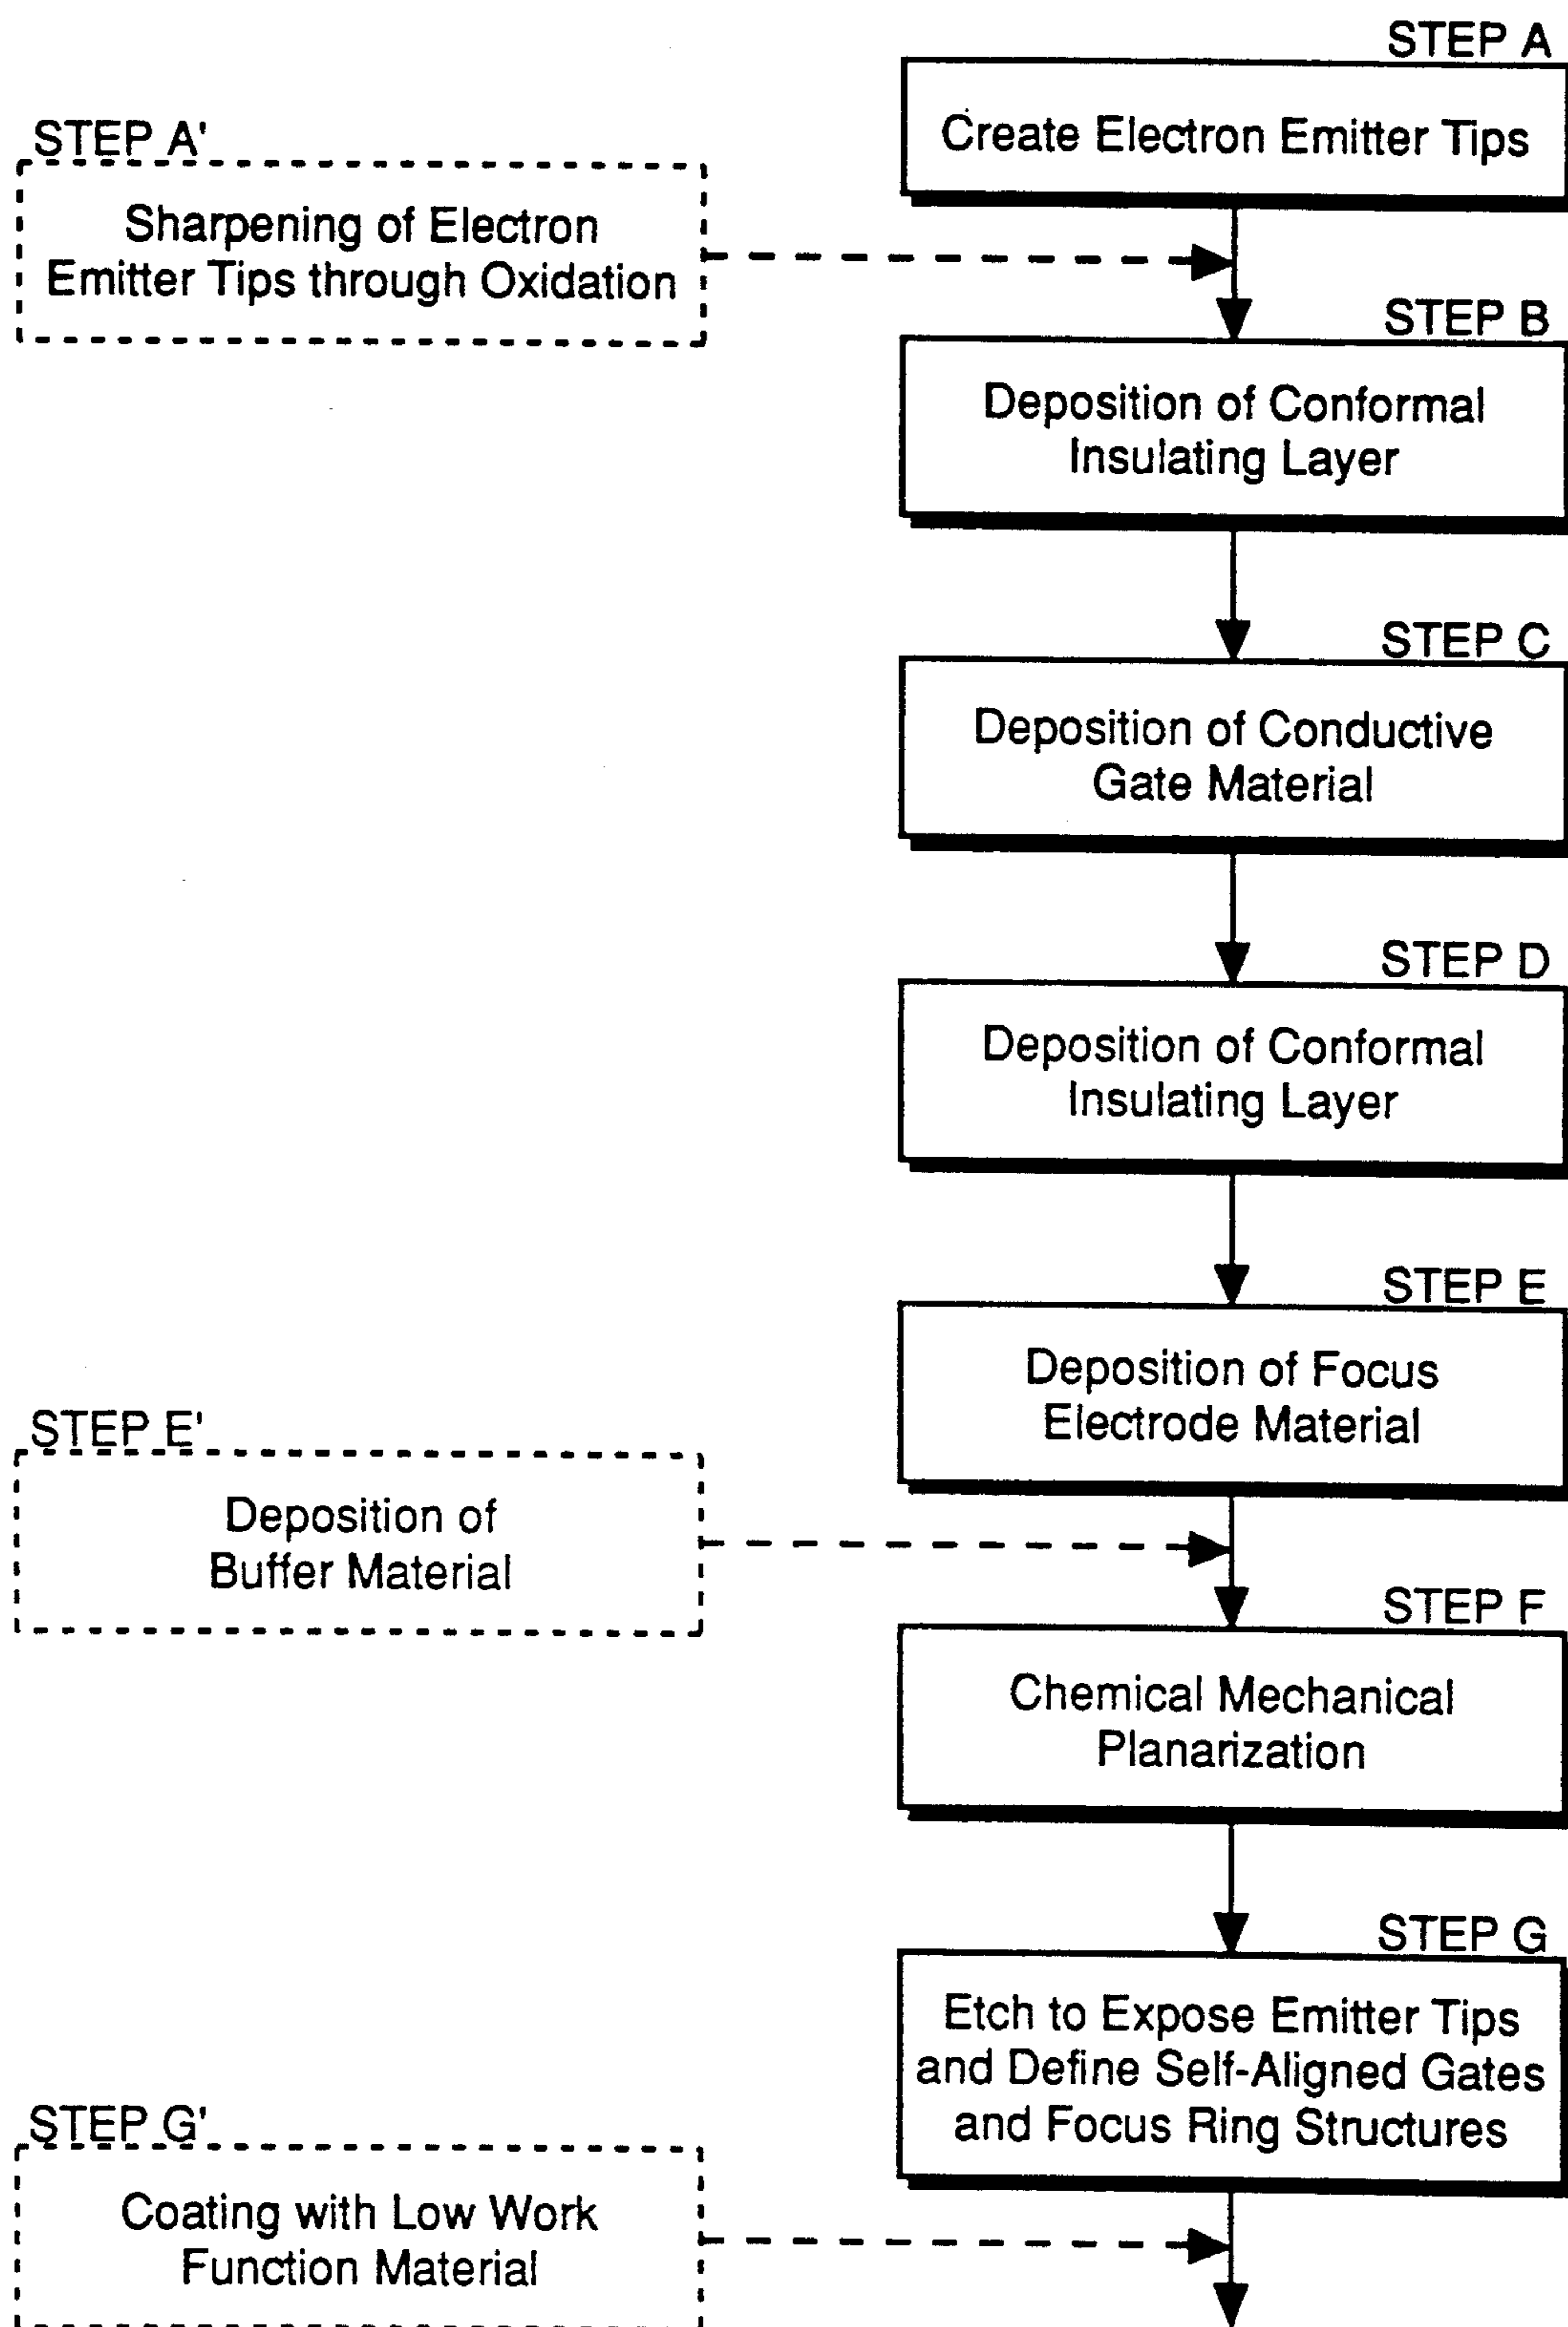 STEP A
Create Electron Emitter Tips
STEP A'
Sharpening of Electron
Emitter Tips through Oxidation
STEP B
Deposition of Conformal
Insulating Layer
STEP C
Deposition of Conductive
Gate Material
STEP D
Deposition of Conformal
Insulating Layer
STEP E
Deposition of Focus
Electrode Material
STEP E'
Deposition of
Buffer Material
STEP F
Chemical Mechanical
Planarization
STEP G
Etch to Expose Emitter Tips
and Define Self-Aligned Gates
and Focus Ring Structures
STEP G'
Coating with Low Work
Function Material